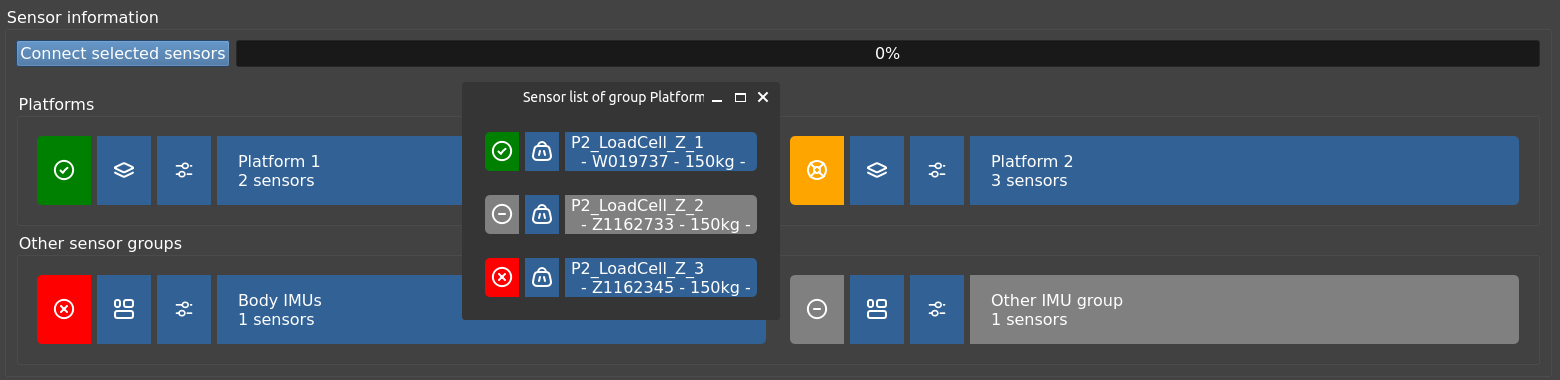 Sensor information
Connect selected sensors
0%
Platforms
Platform 1
2 sensors
Sensor list of group Platform
P2_LoadCell_Z_1
- W019737 - 150kg -
P2_LoadCell_Z_2
- Z1162733 - 150kg -
P2_LoadCell_Z_3
- Z1162345 - 150kg -
Platform 2
3 sensors
Other sensor groups
Body IMUs
1 sensors
Other IMU group
1 sensors